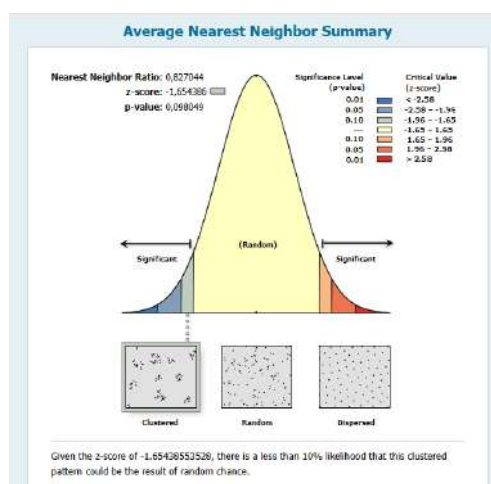 Average Nearest Neighbor Summary
Nearest Neighbor Ratio: 0,827044
z-score: -1,654386
p-value: 0,098049
Significance Level
(p-value)
Critical Value
(z-score)
0.01 < -2.58
0.05 -2.58 - -1.96
0.10 -1.96 - -1.65
— -1.65 - 1.65
0.10 1.65 - 1.96
0.05 1.96 - 2.58
0.01 > 2.58
Significant
(Random)
Significant
Clustered
Random
Dispersed
Given the z-score of -1.65438553528, there is a less than 10% likelihood that this clustered
pattern could be the result of random chance.